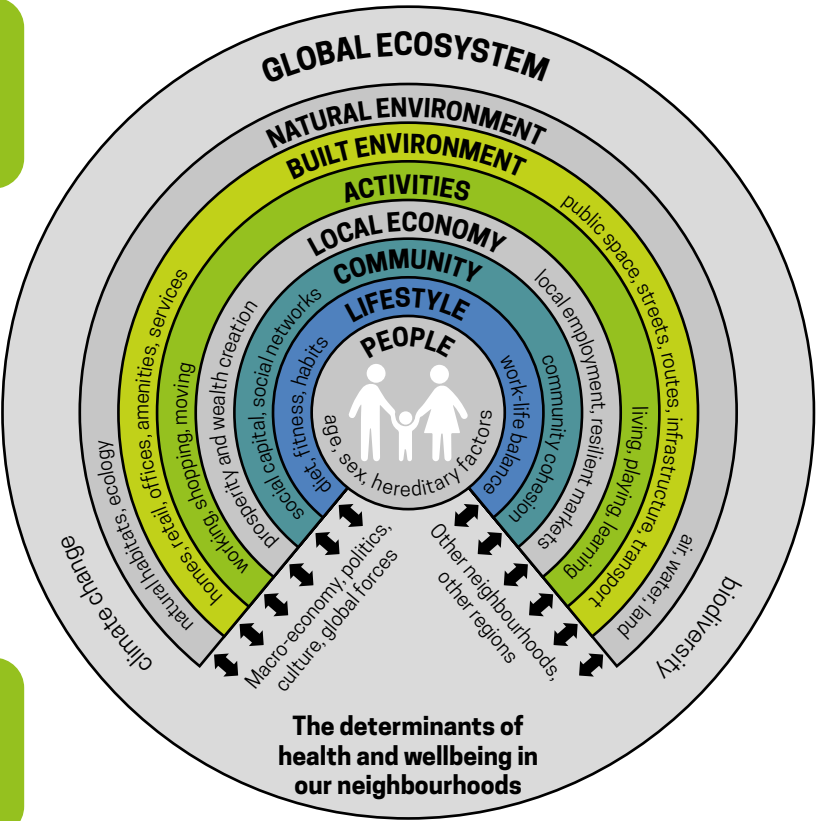 GLOBAL ECOSYSTEM
NATURAL ENVIRONMENT
BUILT ENVIRONMENT
ACTIVITIES
LOCAL ECONOMY
COMMUNITY
LIFESTYLE
PEOPLE
age, sex, hereditary factors
diet, fitness, habits
work-life balance
social capital, social networks
community cohesion
prosperity and wealth creation
local employment, resilient markets
working, shopping, moving
living, playing, learning
homes, retail, offices, amenities, services
public space, streets, routes, infrastructure, transport
natural habitats, ecology
air, water, land
climate change
biodiversity
Macro-economy, politics,
culture, global forces
Other neighbourhoods,
other regions
The determinants of
health and wellbeing in
our neighbourhoods